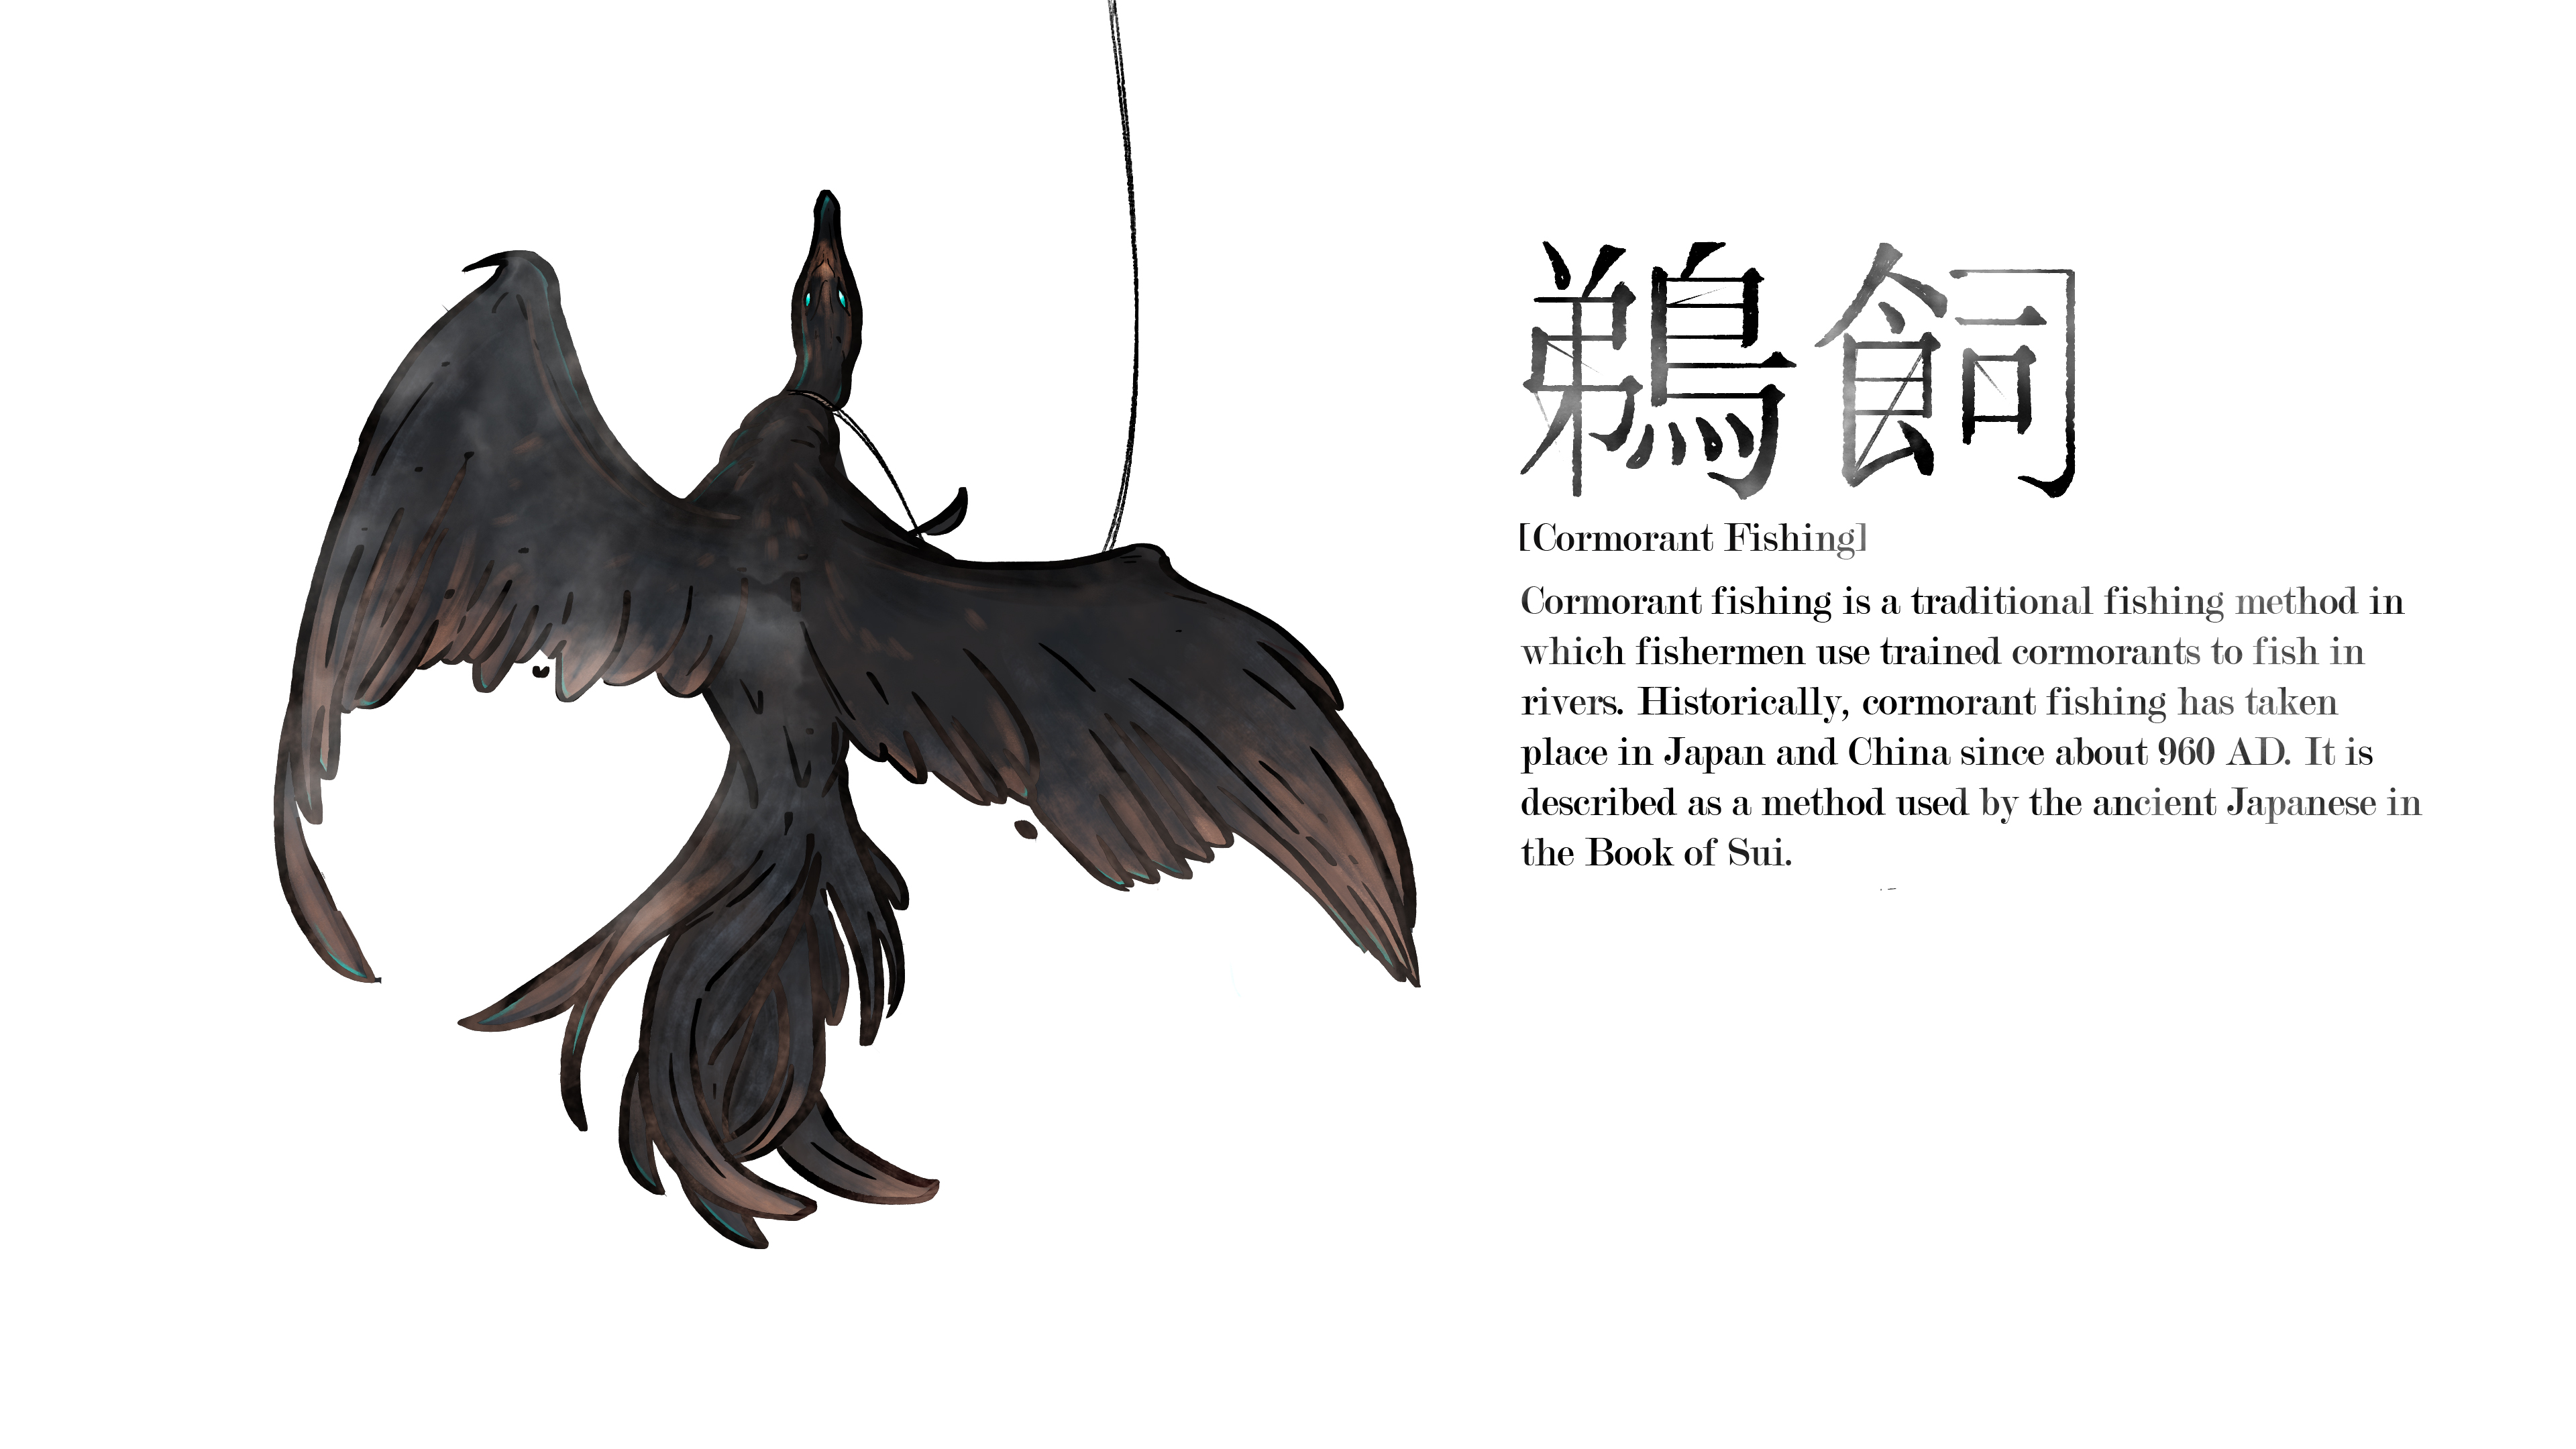 鵜飼
[Cormorant Fishing]
Cormorant fishing is a traditional fishing method in
which fishermen use trained cormorants to fish in
rivers. Historically, cormorant fishing has taken
place in Japan and China since about 960 AD. It is
described as a method used by the ancient Japanese in
the Book of Sui.